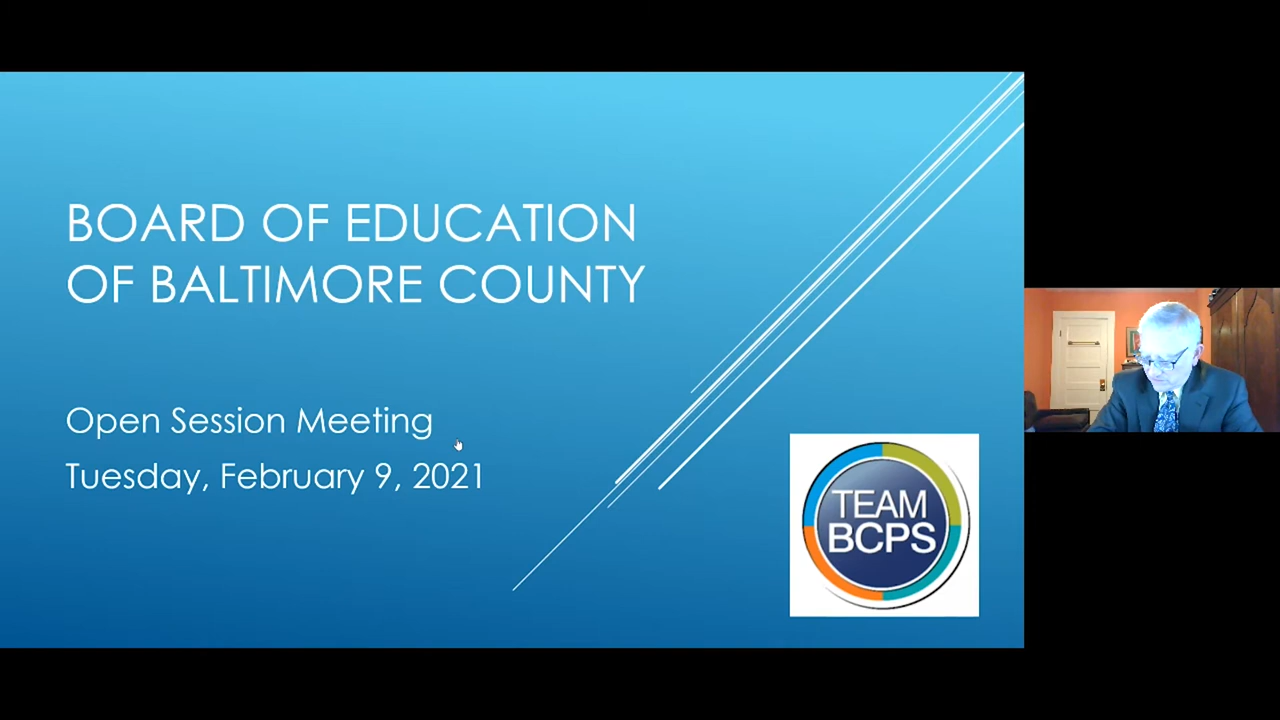 BOARD OF EDUCATION
OF BALTIMORE COUNTY
Open Session Meeting
Tuesday, February 9, 2021
TEAM
BCPS